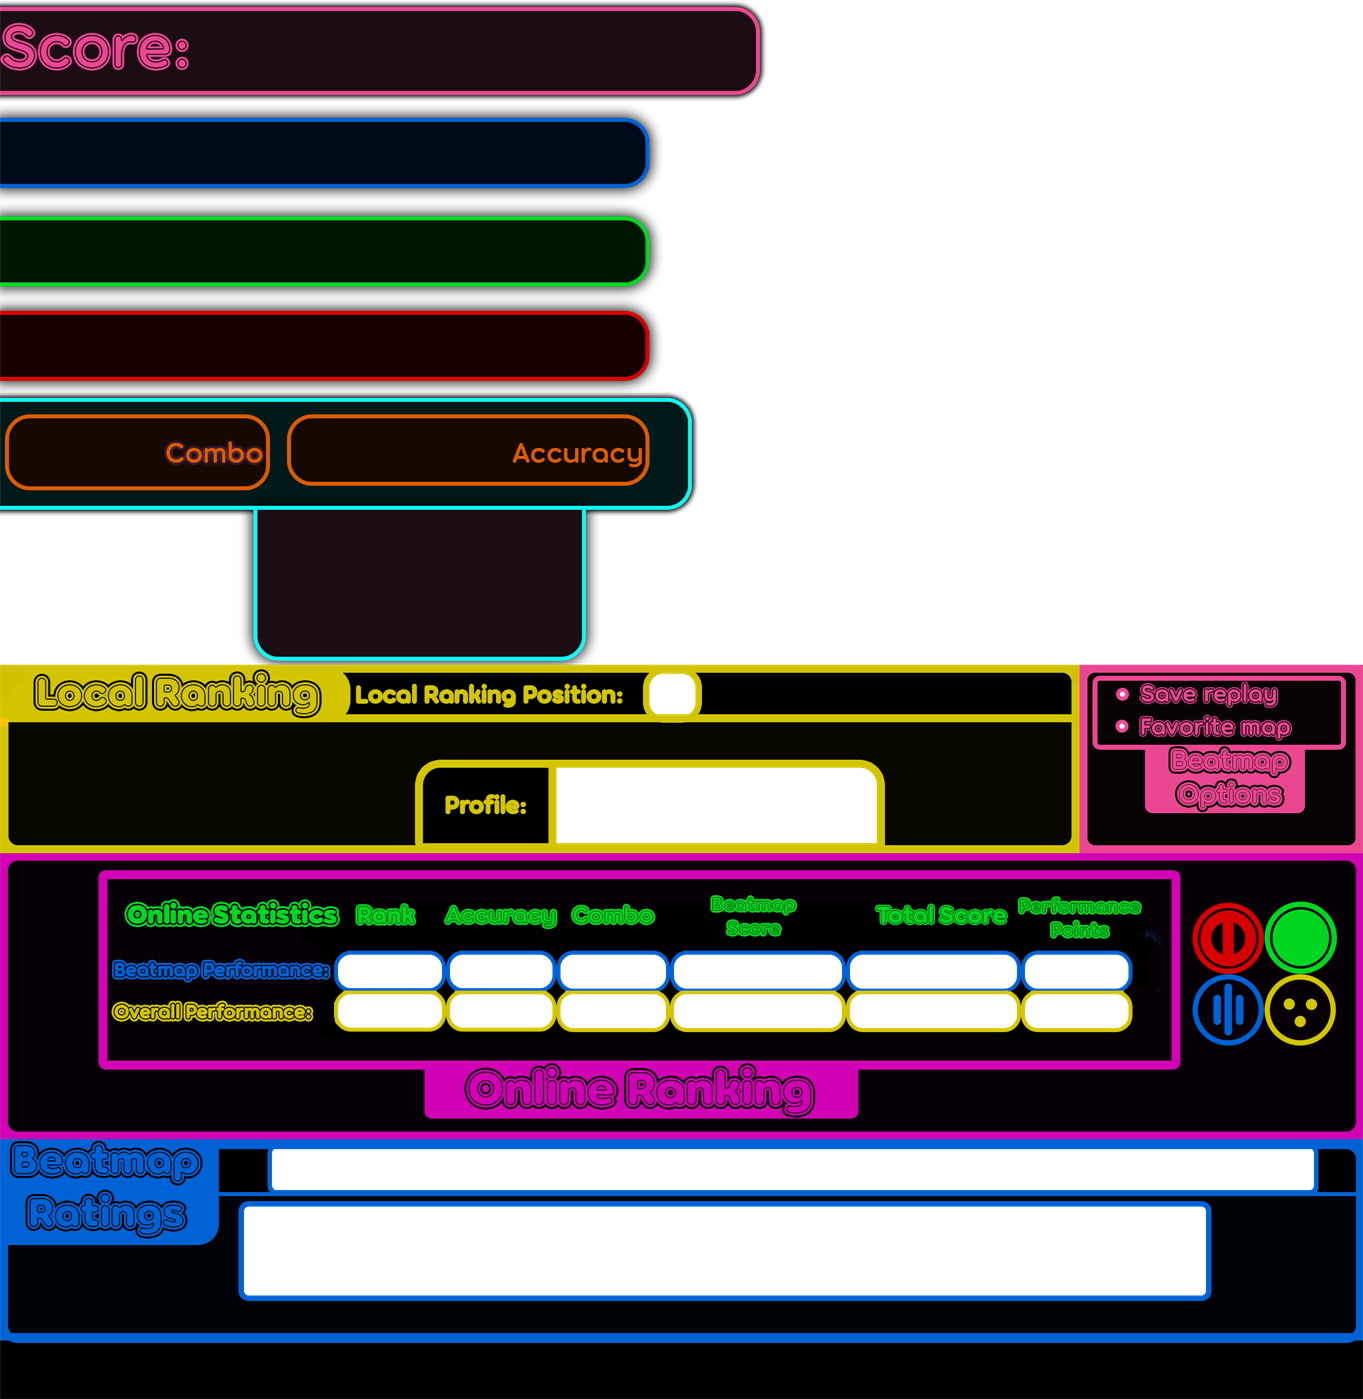 Score:
Combo
Accuracy
Local Ranking
Local Ranking Position:
Save replay
Favorite map
Beatmap
Options
Profile:
Online Statistics Rank Accuracy Combo Beatmap Score Total Score Performance Points
Beatmap Performance:
Overall Performance:
Online Ranking
Beatmap
Ratings